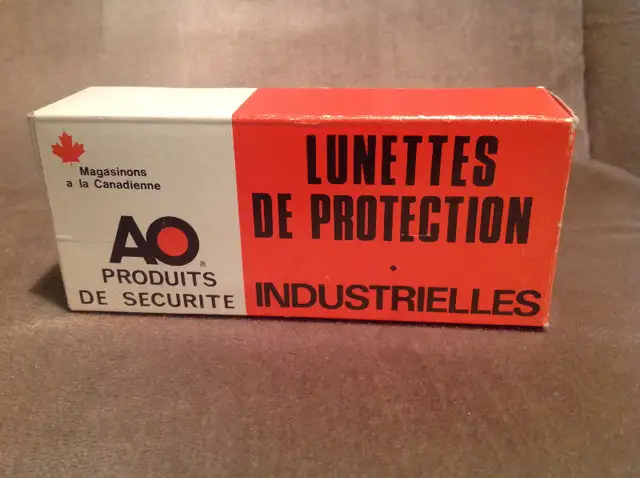 Magasinons
a la Canadienne
AO®
PRODUITS
DE SECURITE
LUNETTES
DE PROTECTION
•
INDUSTRIELLES